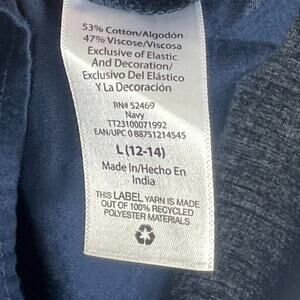 53% Cotton/Algodón
47% Viscose/Viscosa
Exclusive of Elastic
And Decoration/
Exclusivo Del Elástico
Y La Decoración
RN# 52469
Navy
TT23100071992
EAN/UPC 0 88751214545
L (12-14)
Made In/Hecho En
India
THIS LABEL YARN IS MADE
OUT OF 100% RECYCLED
POLYESTER MATERIALS